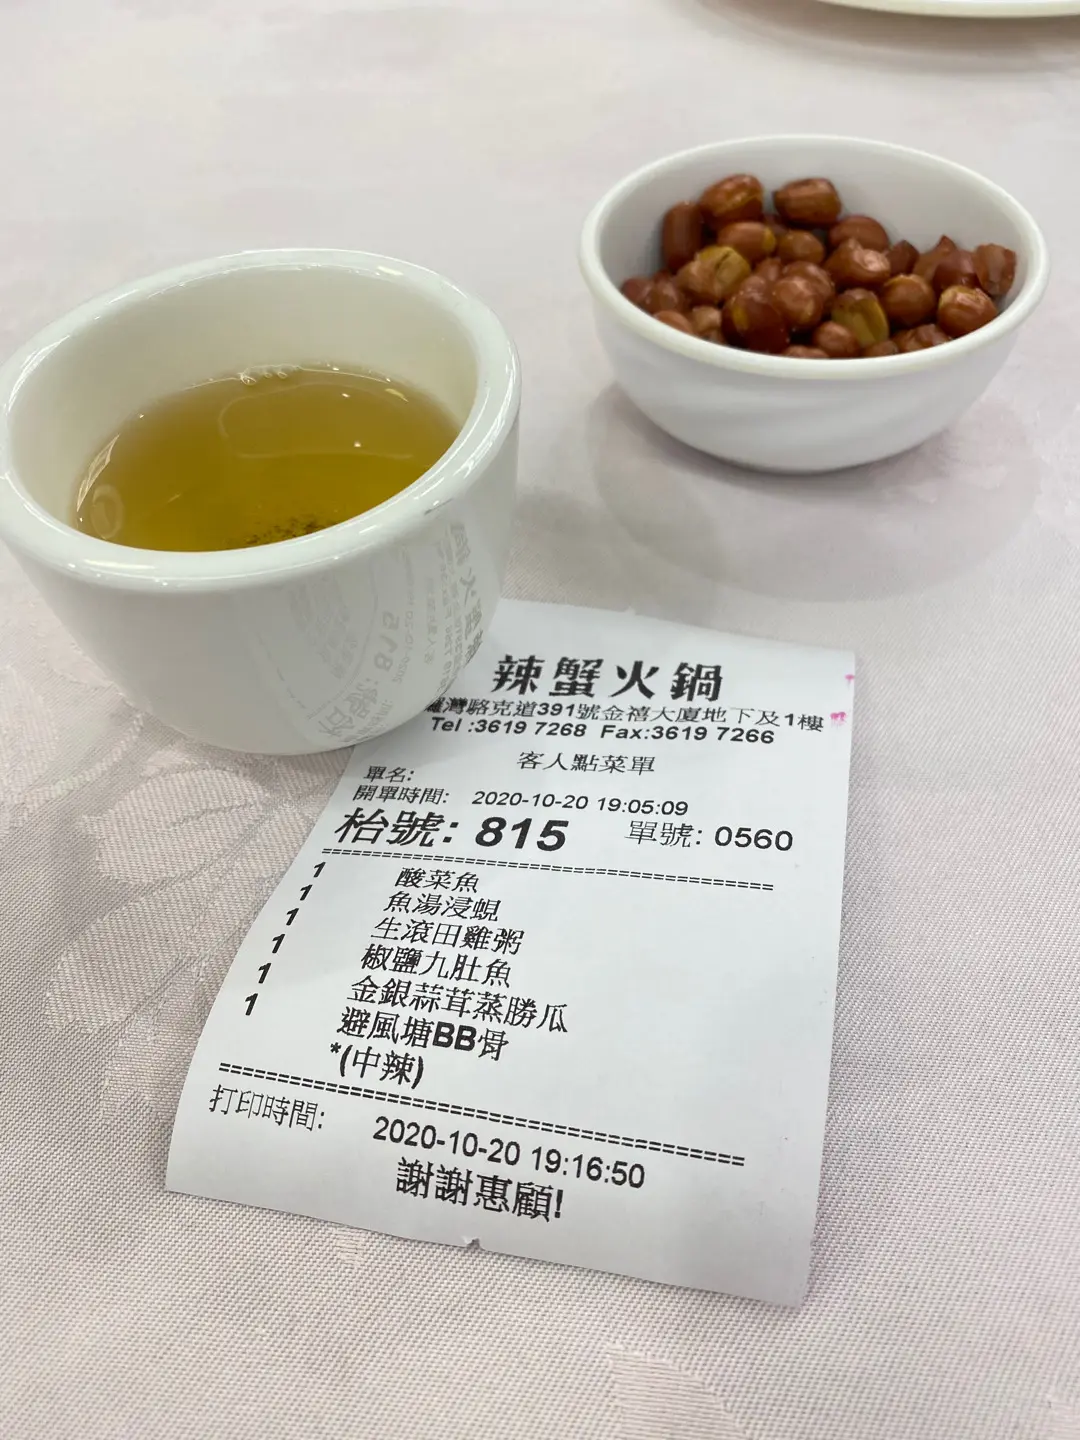 辣蟹火鍋
灣駱克道391號金禧大廈地下及1樓
Tel :3619 7268 Fax:3619 7266
客人點菜單
單名:
開單時間: 2020-10-20 19:05:09
枱號: 815 單號: 0560
1 酸菜魚
1 魚湯浸蜆
1 生滾田雞粥
1 椒鹽九肚魚
1 金銀蒜茸蒸勝瓜
1 避風塘BB骨
*(中辣)
打印時間: 2020-10-20 19:16:50
謝謝惠顧!